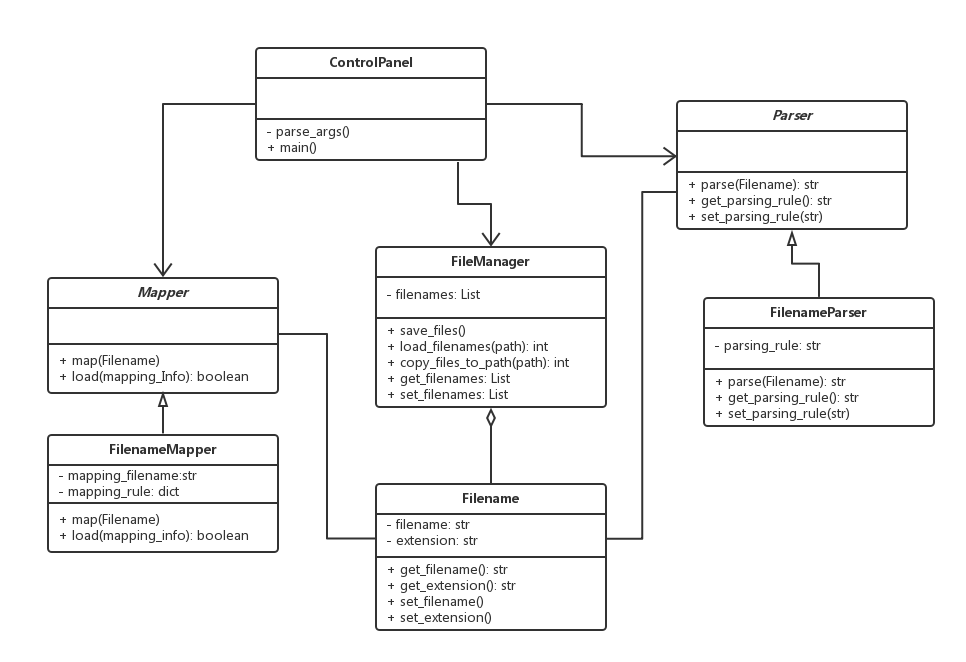 ControlPanel
- parse_args()
+ main()
Parser
+ parse(Filename): str
+ get_parsing_rule(): str
+ set_parsing_rule(str)
FileManager
- filenames: List
+ save_files()
+ load_filenames(path): int
+ copy_files_to_path(path): int
+ get_filenames: List
+ set_filenames: List
Mapper
+ map(Filename)
+ load(mapping_Info): boolean
FilenameParser
- parsing_rule: str
+ parse(Filename): str
+ get_parsing_rule(): str
+ set_parsing_rule(str)
FilenameMapper
- mapping_filename:str
- mapping_rule: dict
+ map(Filename)
+ load(mapping_info): boolean
Filename
- filename: str
- extension: str
+ get_filename(): str
+ get_extension(): str
+ set_filename()
+ set_extension()